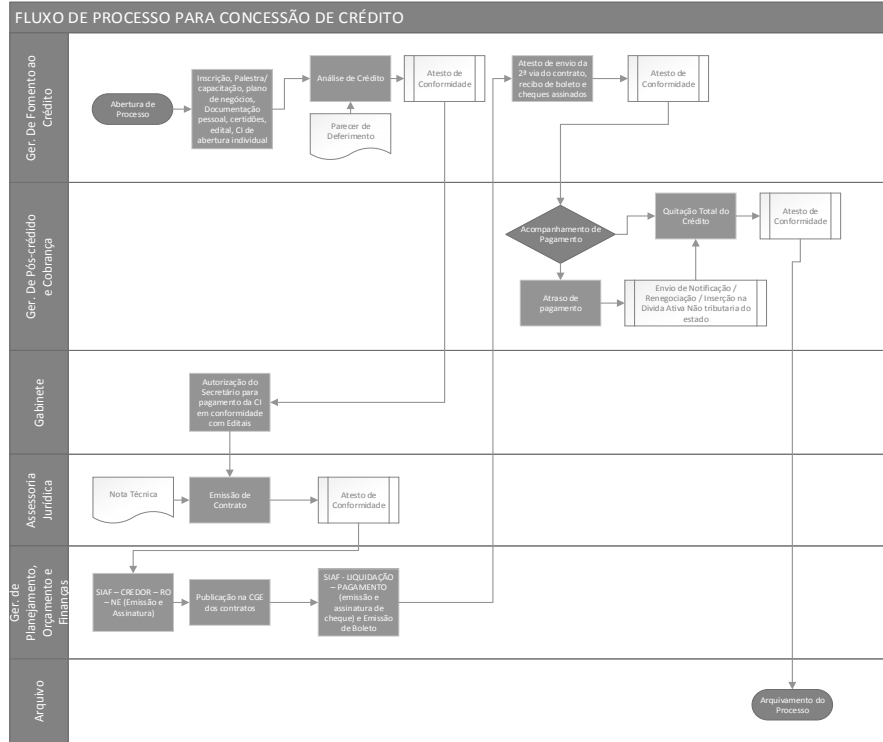 FLUXO DE PROCESSO PARA CONCESSÃO DE CRÉDITO
Ger. De Fomento ao
Crédito
Abertura de
Processo
Inscrição, Palestra/
capacitação, plano
de negócios,
Documentação
pessoal, certidões,
edital, CI de
abertura individual
Análise de Crédito
Parecer de
Deferimento
Atesto de
Conformidade
Atesto de envio da
2ª via do contrato,
recibo de boleto e
cheques assinados
Atesto de
Conformidade
Ger. De Pós-crédido
e Cobrança
Acompanhamento de
Pagamento
Quitação Total do
Crédito
Atesto de
Conformidade
Atraso de
pagamento
Envio de Notificação /
Renegociação / Inserção na
Divida Ativa Não tributaria do
estado
Gabinete
Autorização do
Secretário para
pagamento da CI
em conformidade
com Editais
Assessoria
Jurídica
Nota Técnica
Emissão de
Contrato
Atesto de
Conformidade
Ger. de
Planejamento,
Orçamento e
Finanças
SIAF – CREDOR – RO
– NE (Emissão e
Assinatura)
Publicação na CGE
dos contratos
SIAF - LIQUIDAÇÃO
– PAGAMENTO
(emissão e
assinatura de
cheque) e Emissão
de Boleto
Arquivo
Arquivamento do
Processo